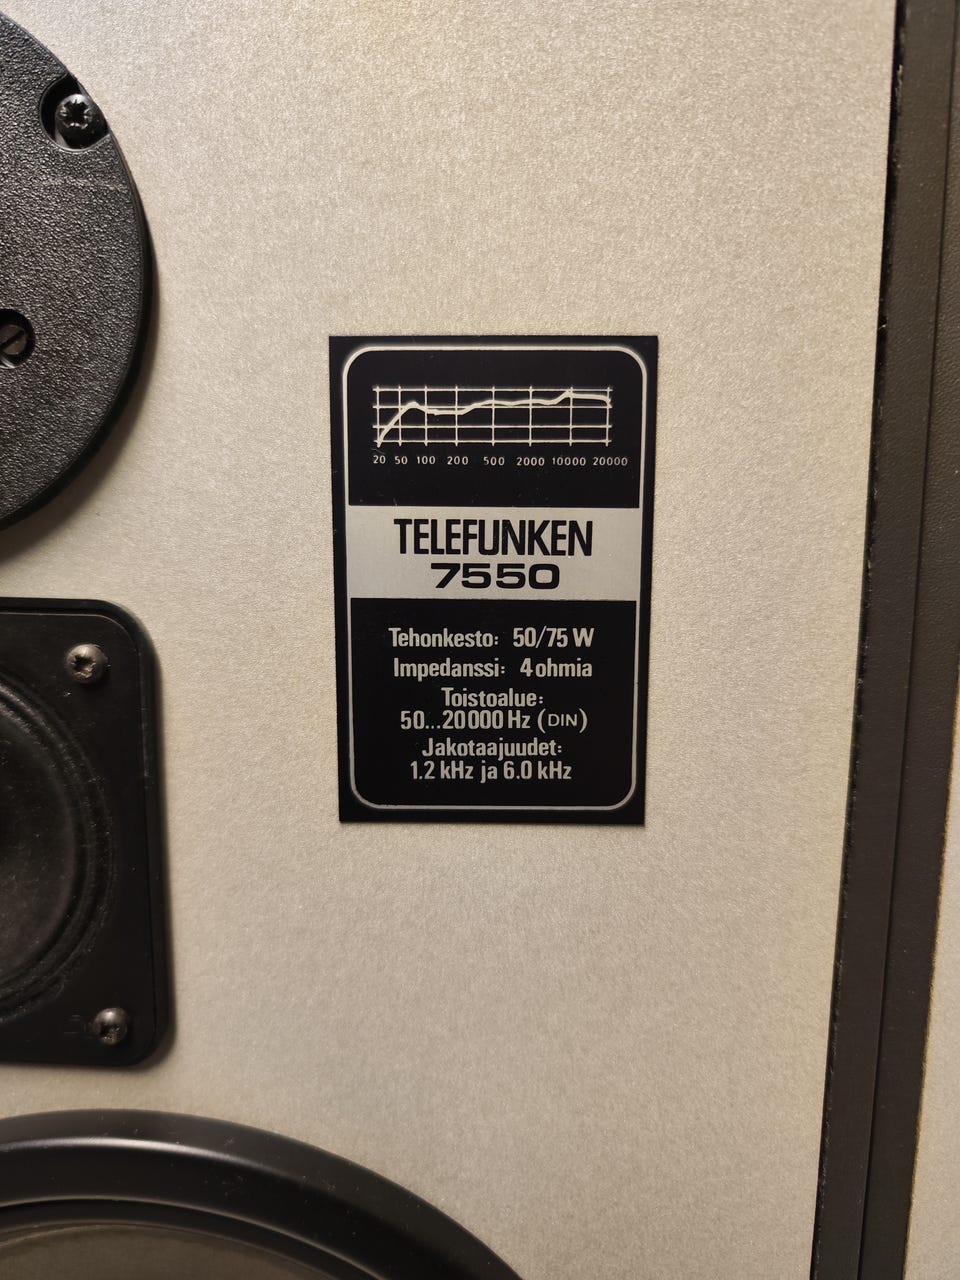 20 50 100 200 500 2000 10000 20000
TELEFUNKEN
7550
Tehonkesto: 50/75 W
Impedanssi: 4 ohmia
Toistoalue:
50...20000 Hz (DIN)
Jakotaajuudet:
1.2 kHz ja 6.0 kHz